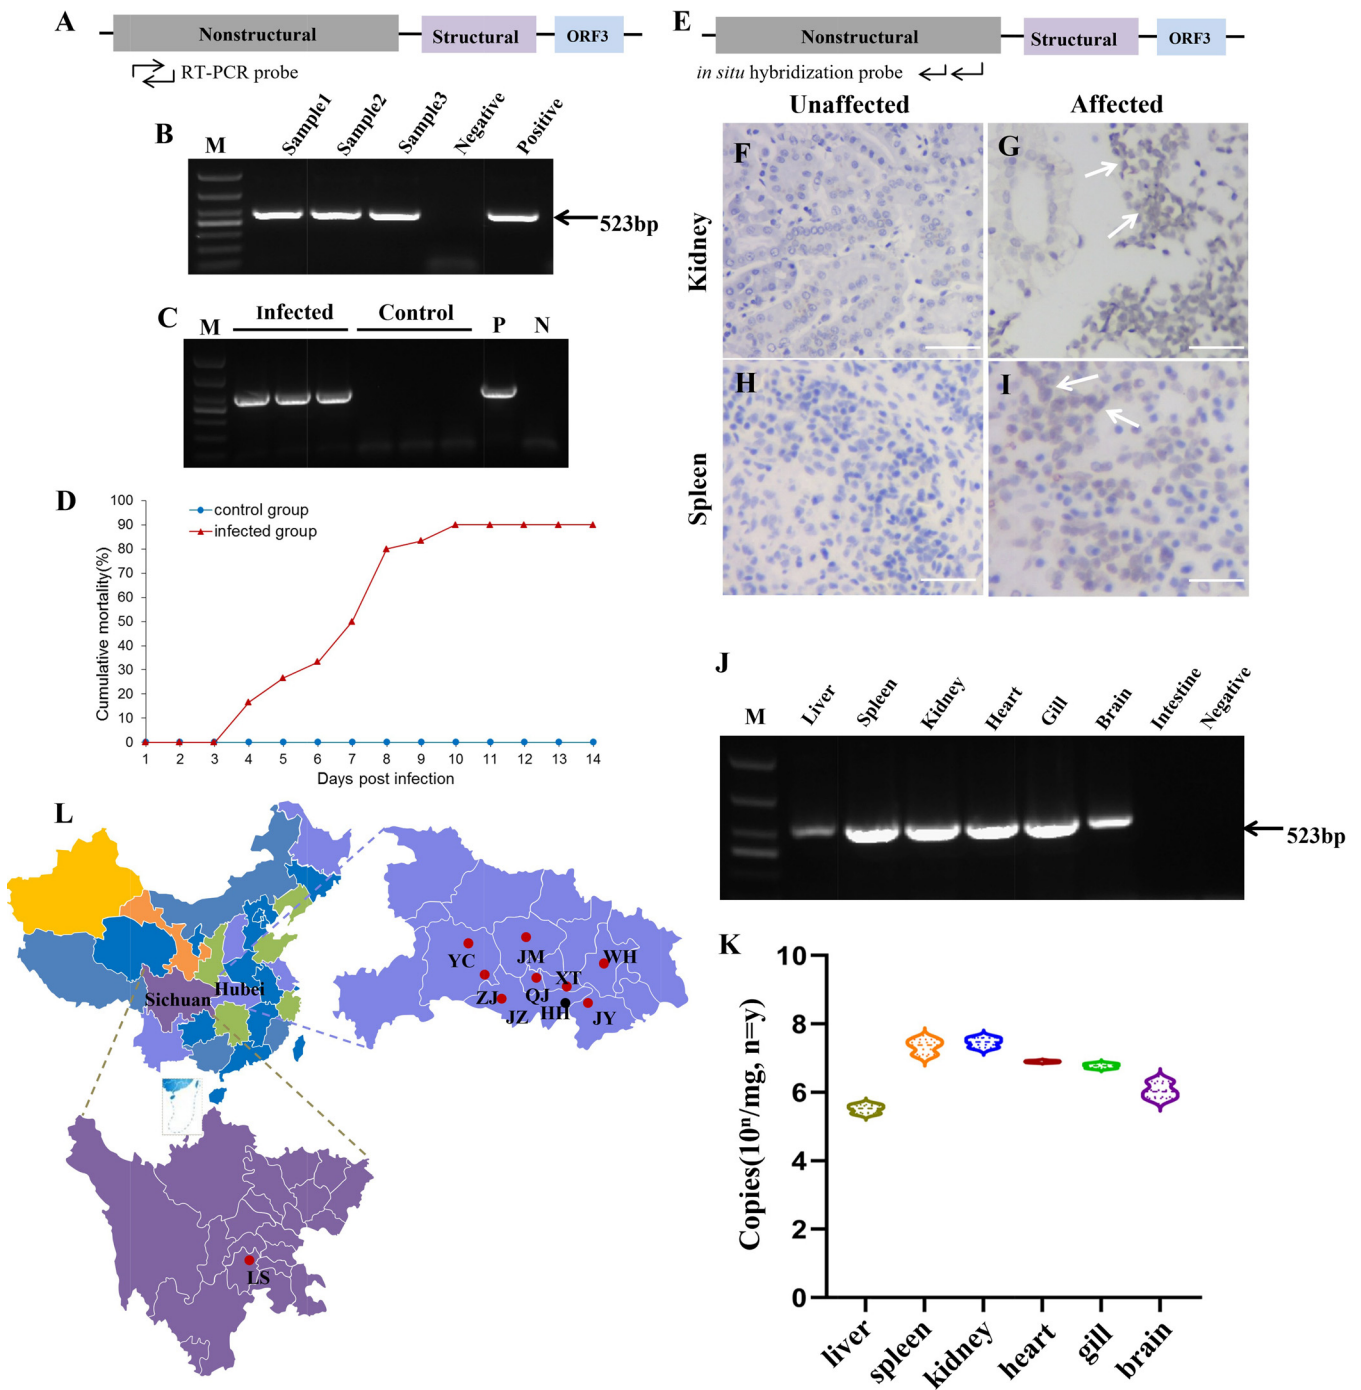 A
Nonstructural
Structural
ORF3
RT-PCR probe
B
M
Sample1
Sample2
Sample3
Negative
Positive
523bp
C
M
Infected
Control
P
N
D
control group
infected group
Cumulative mortality(%)
100
90
80
70
60
50
40
30
20
10
0
1 2 3 4 5 6 7 8 9 10 11 12 13 14
Days post infection
E
Nonstructural
Structural
ORF3
in situ hybridization probe
Unaffected
Affected
Kidney
F
G
Spleen
H
I
J
M
Liver
Spleen
Kidney
Heart
Gill
Brain
Intestine
Negative
523bp
K
Copies(10ⁿ/mg, n=y)
10
8
6
4
2
0
liver
spleen
kidney
heart
gill
brain
L
Sichuan
Hubei
YC
JM
WH
ZJ
QJ
XT
JZ
HH
JY
LS